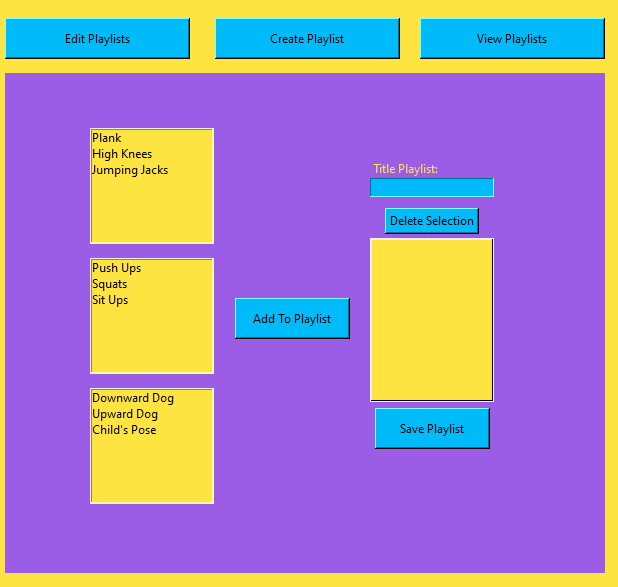 Edit Playlists
Create Playlist
View Playlists
Plank
High Knees
Jumping Jacks
Push Ups
Squats
Sit Ups
Downward Dog
Upward Dog
Child's Pose
Add To Playlist
Title Playlist:
Delete Selection
Save Playlist